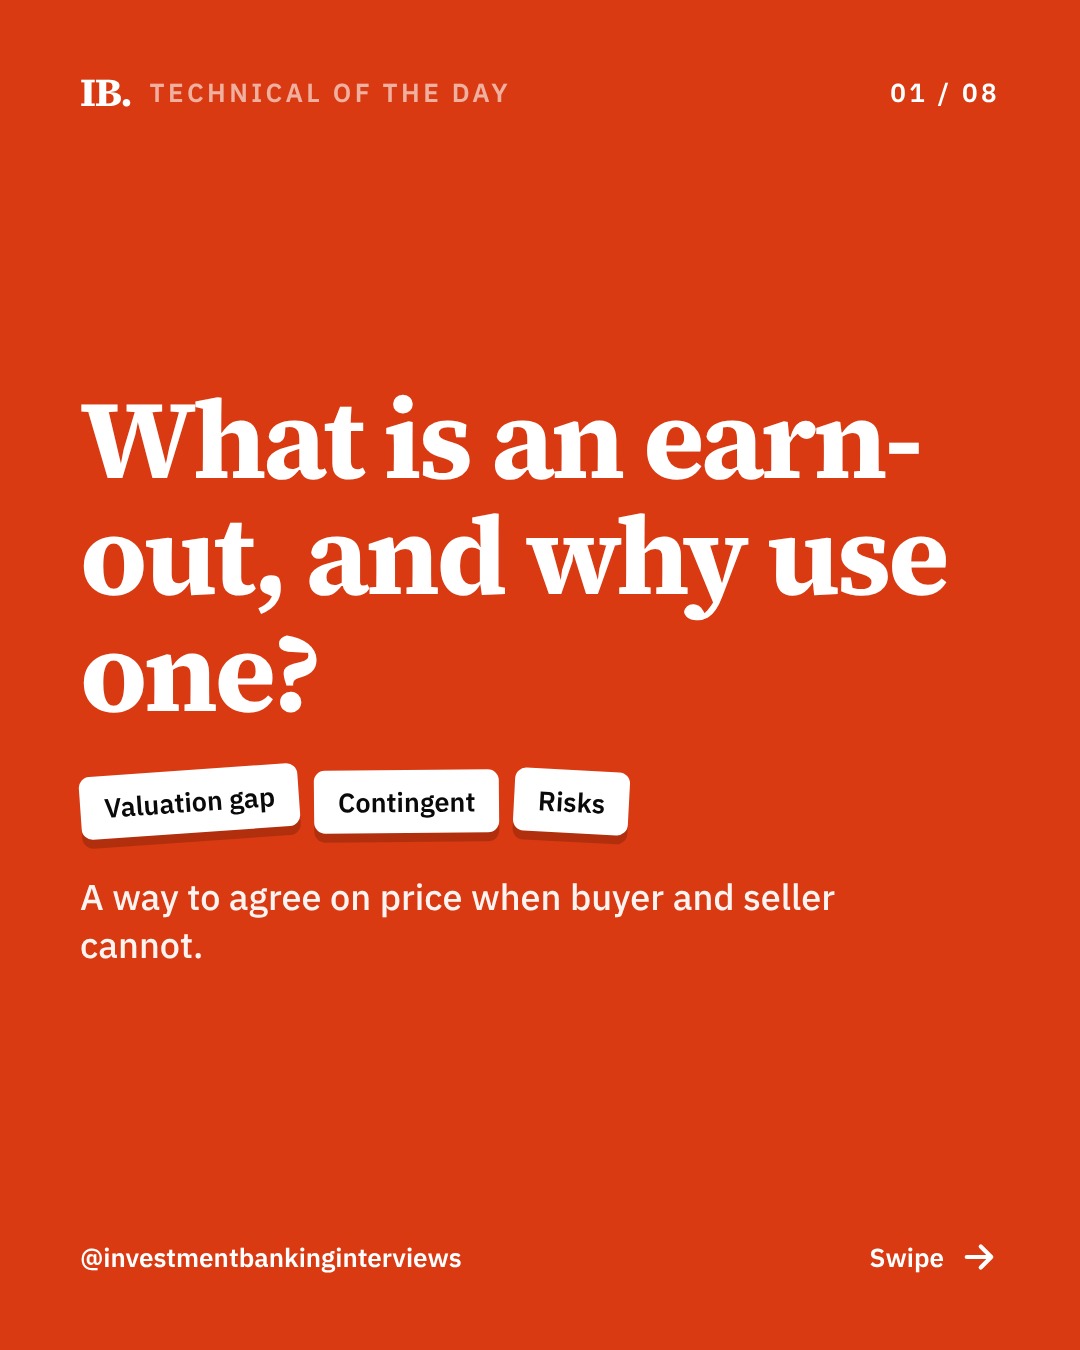 IB. TECHNICAL OF THE DAY 01 / 08
What is an earn-
out, and why use
one?
Valuation gap Contingent Risks
A way to agree on price when buyer and seller
cannot.
@investmentbankinginterviews Swipe →